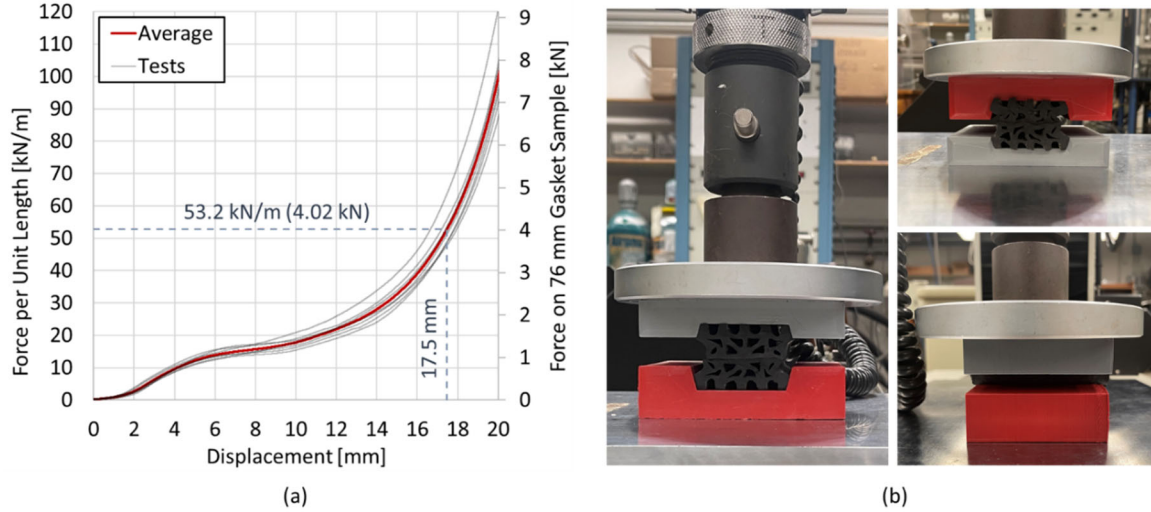 Force per Unit Length [kN/m]
120
110
100
90
80
70
60
50
40
30
20
10
0
Average
Tests
53.2 kN/m (4.02 kN)
17.5 mm
0 2 4 6 8 10 12 14 16 18 20
Displacement [mm]
9
8
7
6
5
4
3
2
1
0
Force on 76 mm Gasket Sample [kN]
(a)
(b)